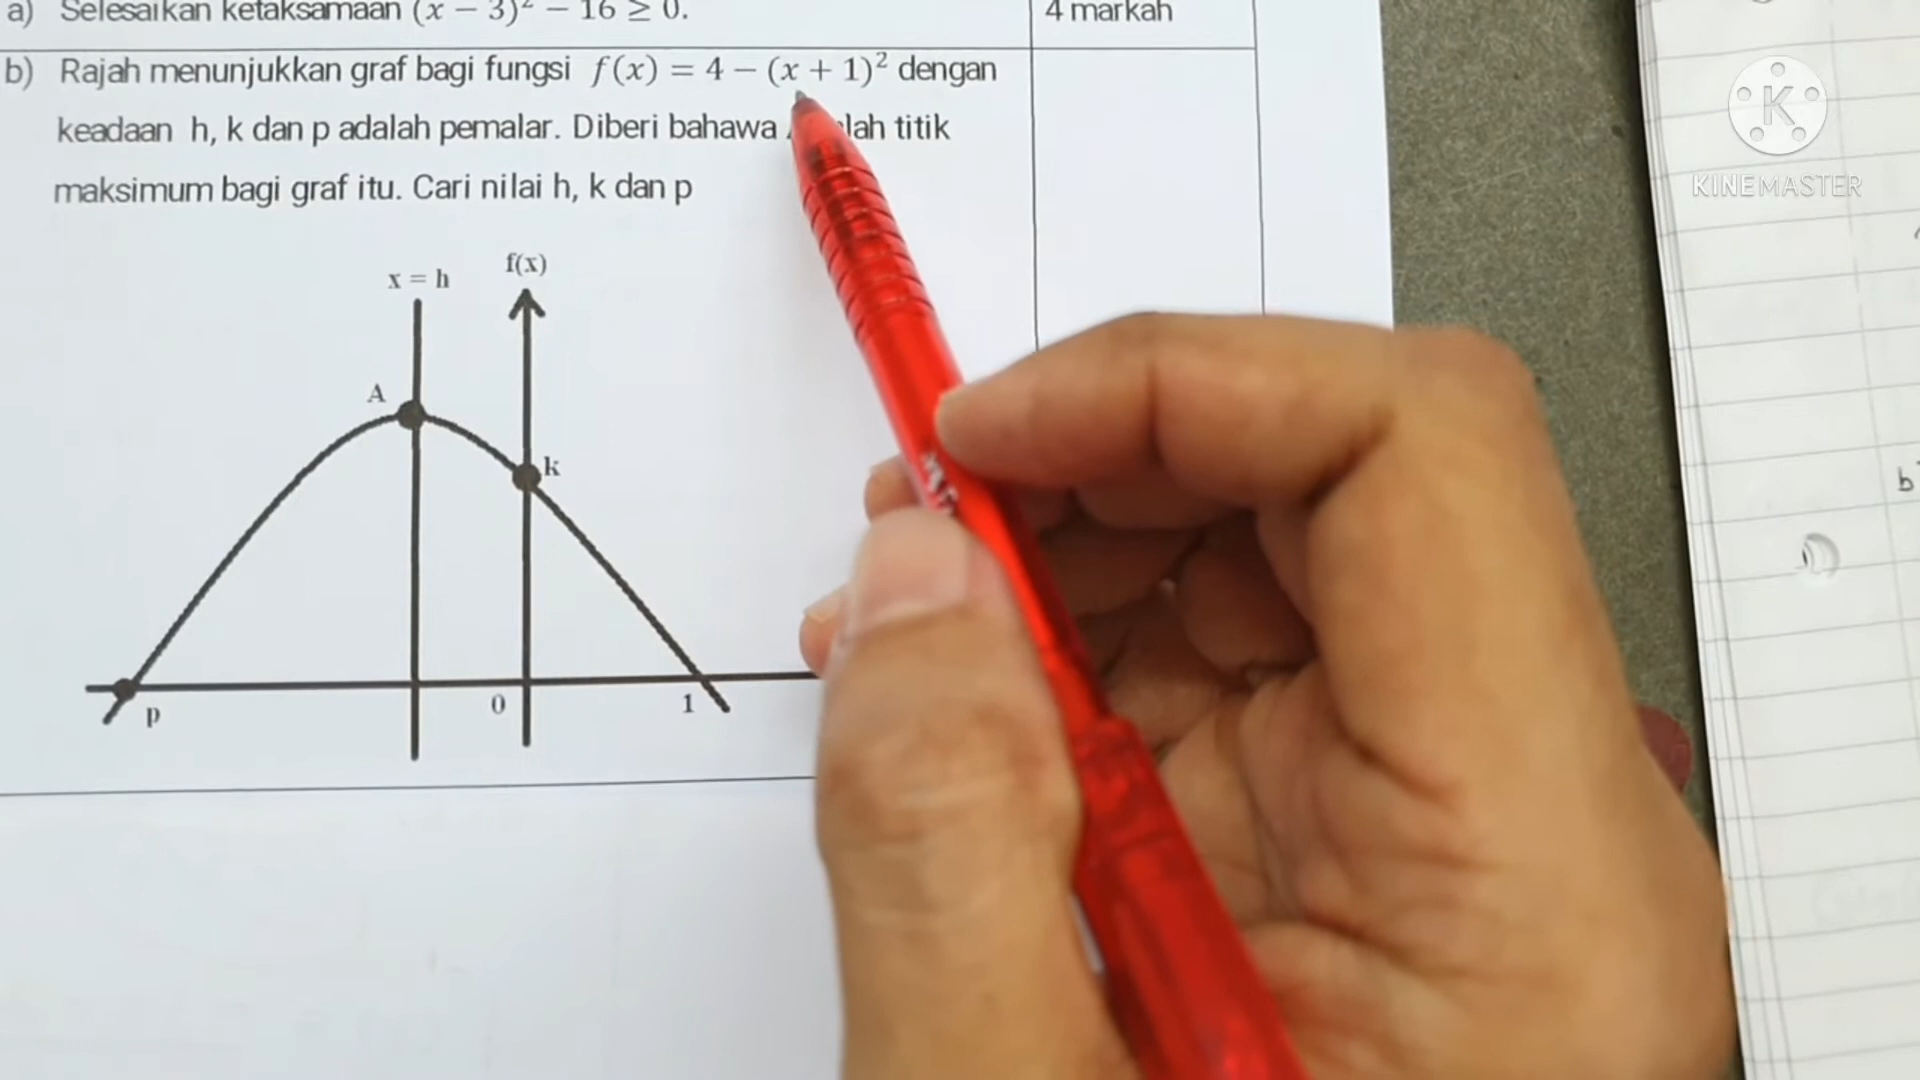 a) Selesaikan ketaksamaan (x − 3)² − 16 ≥ 0.
4 markah
b) Rajah menunjukkan graf bagi fungsi f(x) = 4 − (x + 1)² dengan
keadaan h, k dan p adalah pemalar. Diberi bahawa titik
maksimum bagi graf itu. Cari nilai h, k dan p
x = h
f(x)
A
k
p
0
1
K
KINEMASTER
b